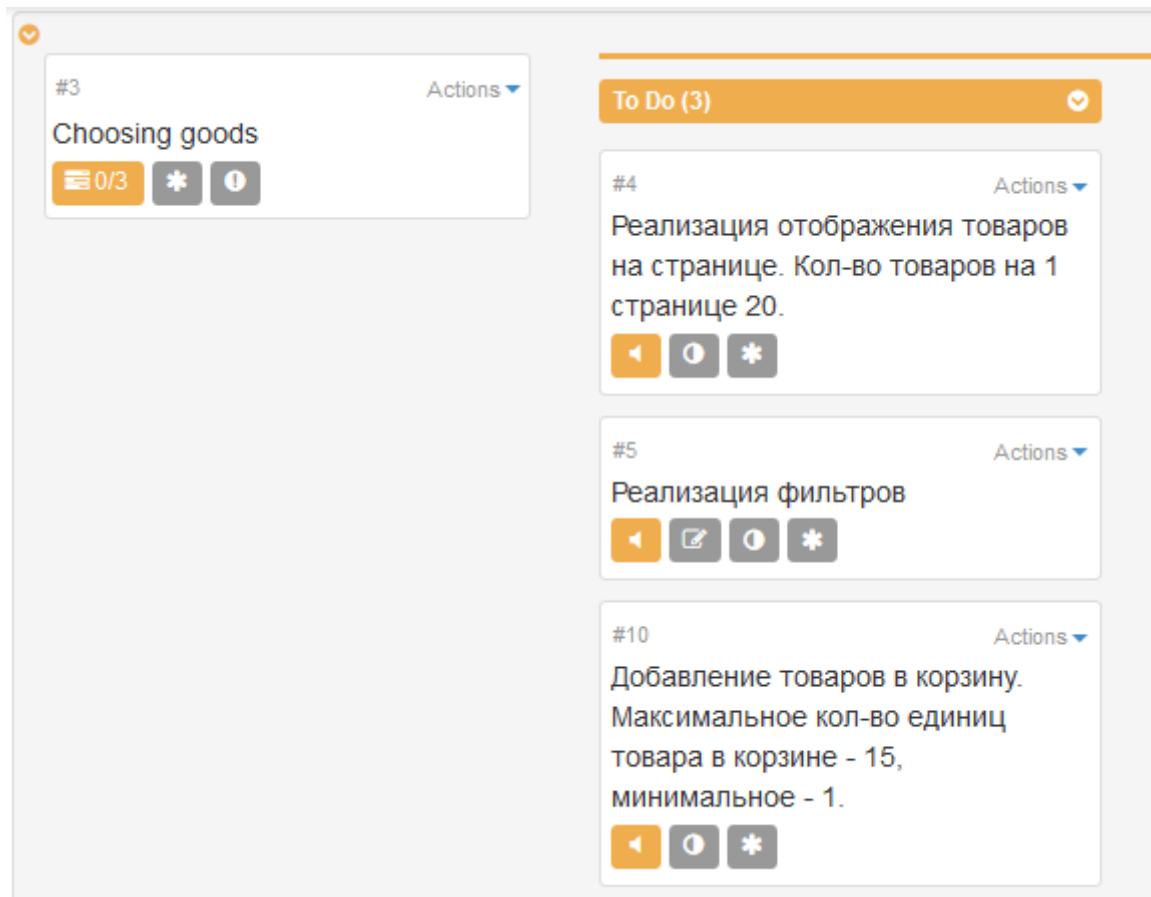 #3 Actions
Choosing goods
0/3
To Do (3)
#4 Actions
Реализация отображения товаров
на странице. Кол-во товаров на 1
странице 20.
#5 Actions
Реализация фильтров
#10 Actions
Добавление товаров в корзину.
Максимальное кол-во единиц
товара в корзине - 15,
минимальное - 1.